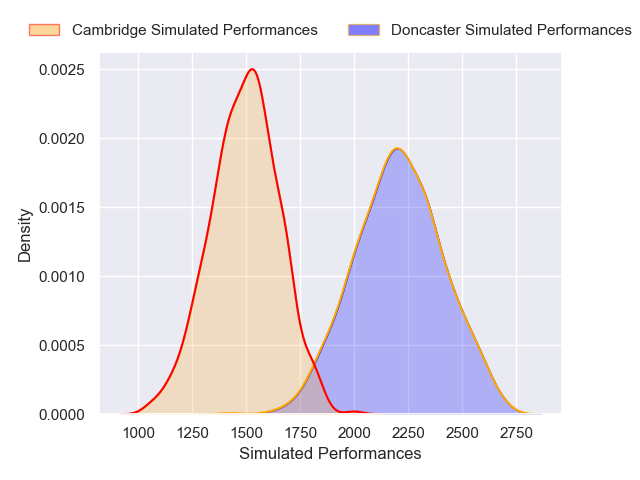 Cambridge Simulated Performances Doncaster Simulated Performances
0.0025
0.0020
0.0015
0.0010
0.0005
0.0000
Density
1000 1250 1500 1750 2000 2250 2500 2750
Simulated Performances